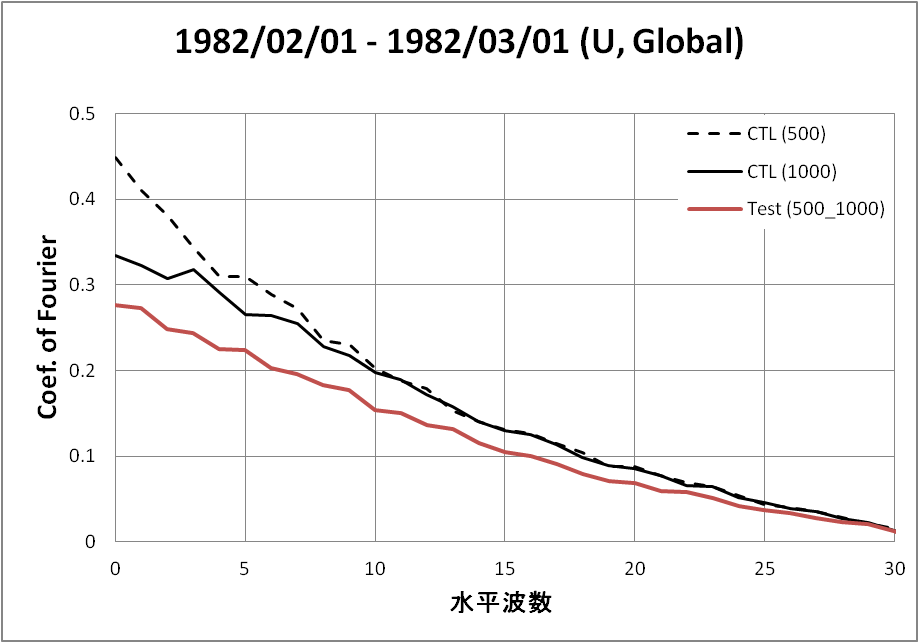 1982/02/01 - 1982/03/01 (U, Global)
Coef. of Fourier
0.5
0.4
0.3
0.2
0.1
0
CTL (500)
CTL (1000)
Test (500_1000)
0 5 10 15 20 25 30
水平波数